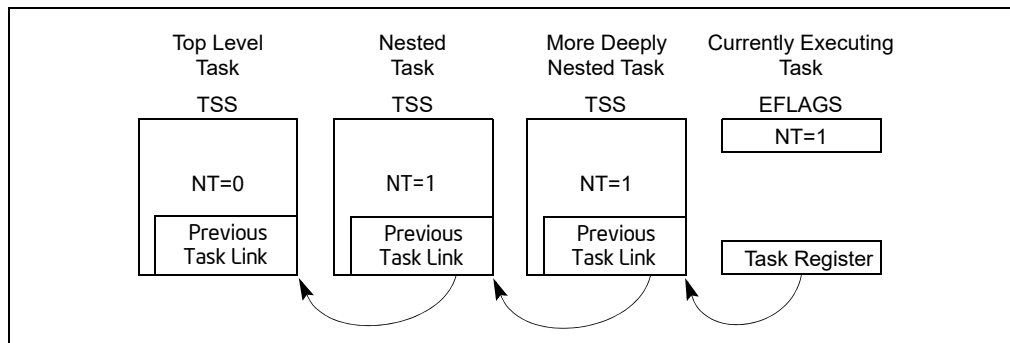 Top Level
Task
TSS
NT=0
Previous
Task Link
Nested
Task
TSS
NT=1
Previous
Task Link
More Deeply
Nested Task
TSS
NT=1
Previous
Task Link
Currently Executing
Task
EFLAGS
NT=1
Task Register